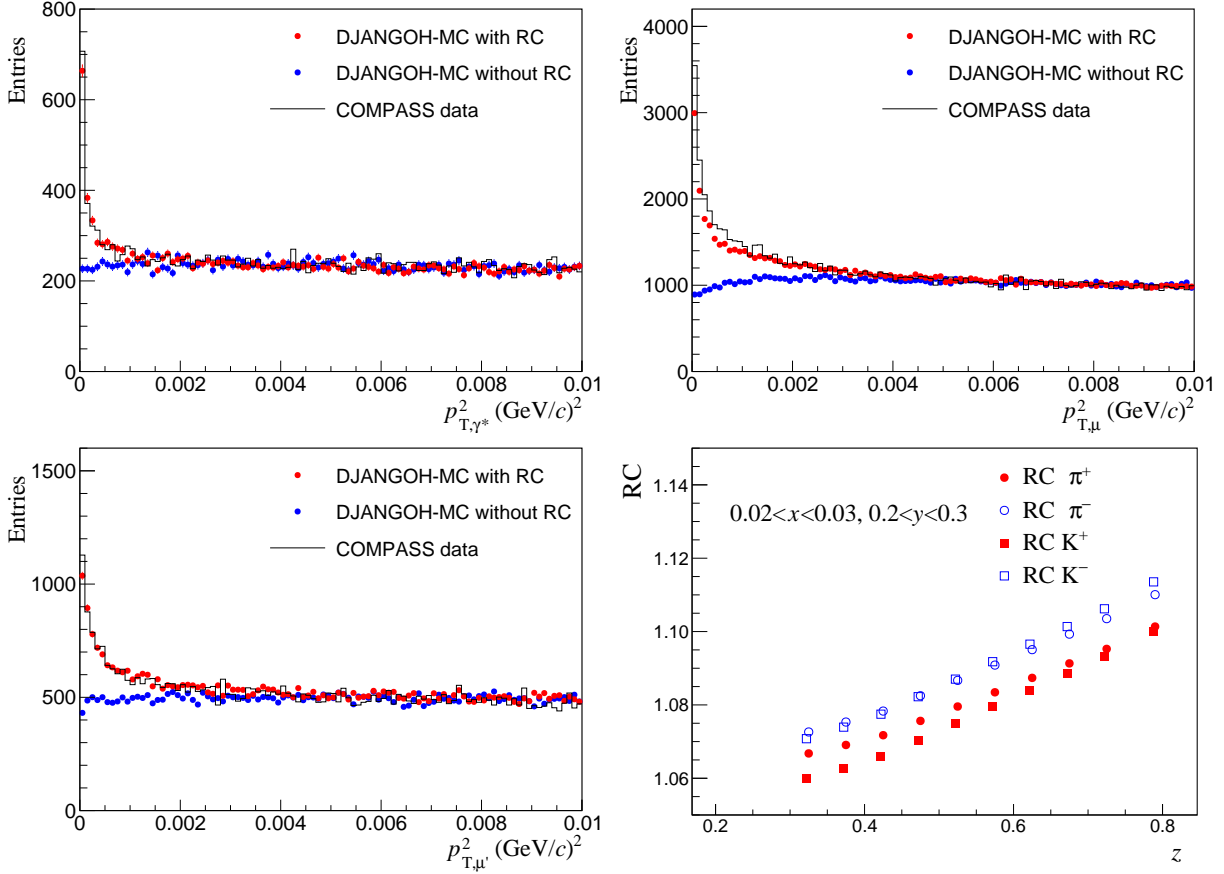 800
600
400
200
0
Entries
DJANGOH-MC with RC
DJANGOH-MC without RC
COMPASS data
0 0.002 0.004 0.006 0.008 0.01
p²T,γ* (GeV/c)²
4000
3000
2000
1000
0
Entries
DJANGOH-MC with RC
DJANGOH-MC without RC
COMPASS data
0 0.002 0.004 0.006 0.008 0.01
p²T,μ (GeV/c)²
1500
1000
500
0
Entries
DJANGOH-MC with RC
DJANGOH-MC without RC
COMPASS data
0 0.002 0.004 0.006 0.008 0.01
p²T,μ' (GeV/c)²
1.14
1.12
1.10
1.08
1.06
RC
0.02<x<0.03, 0.2<y<0.3
RC π⁺
RC π⁻
RC K⁺
RC K⁻
0.2 0.4 0.6 0.8
z